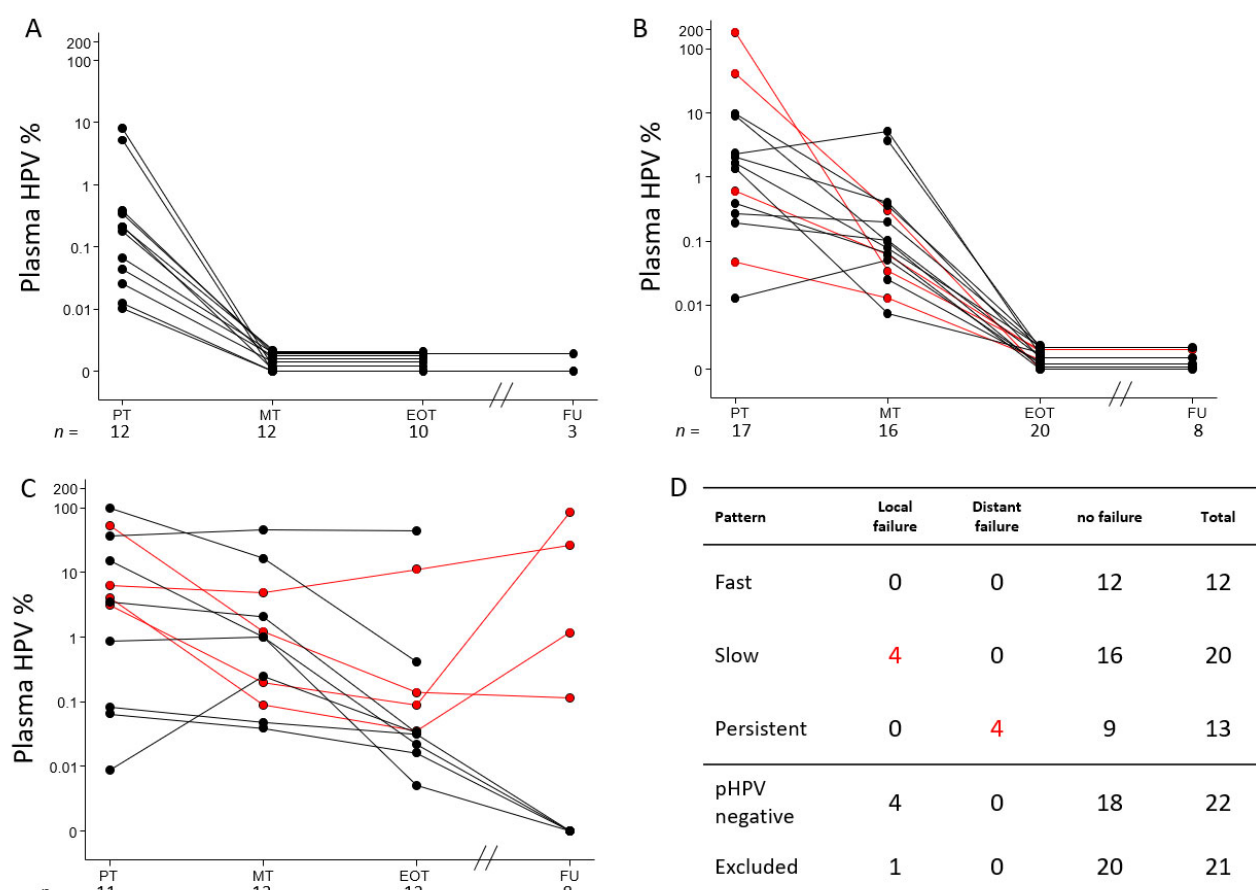 A
Plasma HPV %
200
100
10
1
0.1
0.01
0
PT MT EOT FU
n = 12 12 10 3
B
Plasma HPV %
200
100
10
1
0.1
0.01
0
PT MT EOT FU
n = 17 16 20 8
C
Plasma HPV %
200
100
10
1
0.1
0.01
0
PT MT EOT FU
D
Pattern Local failure Distant failure no failure Total
Fast 0 0 12 12
Slow 4 0 16 20
Persistent 0 4 9 13
pHPV negative 4 0 18 22
Excluded 1 0 20 21